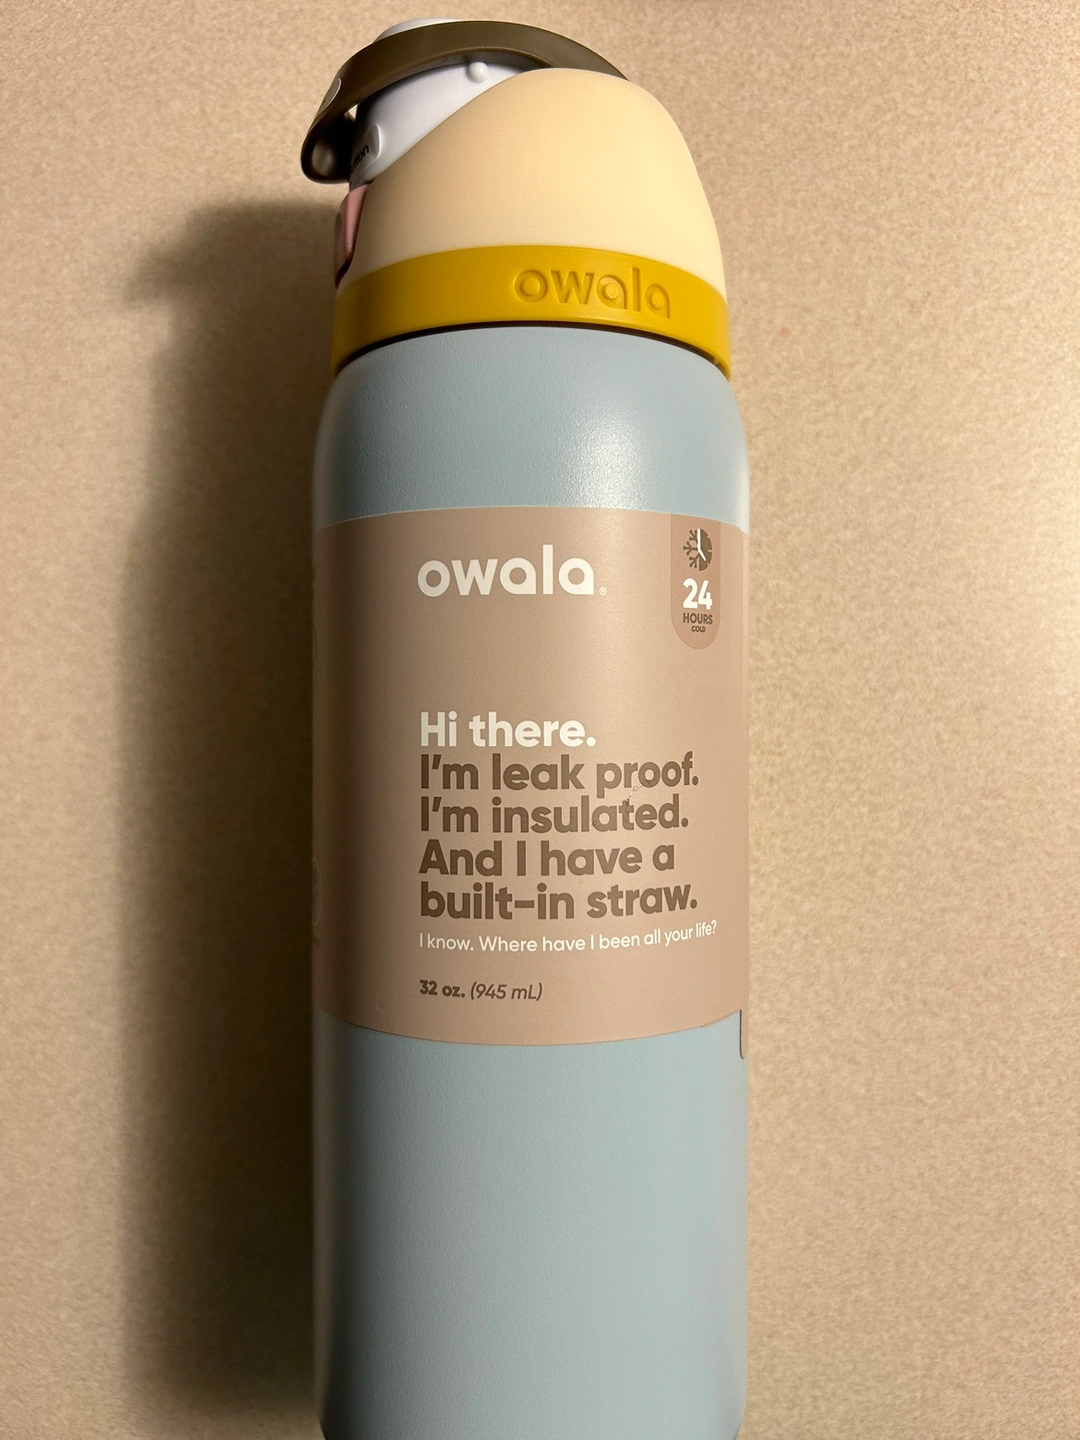 owala
owala®
24
HOURS
COLD
Hi there.
I'm leak proof.
I'm insulated.
And I have a
built-in straw.
I know. Where have I been all your life?
32 oz. (945 mL)